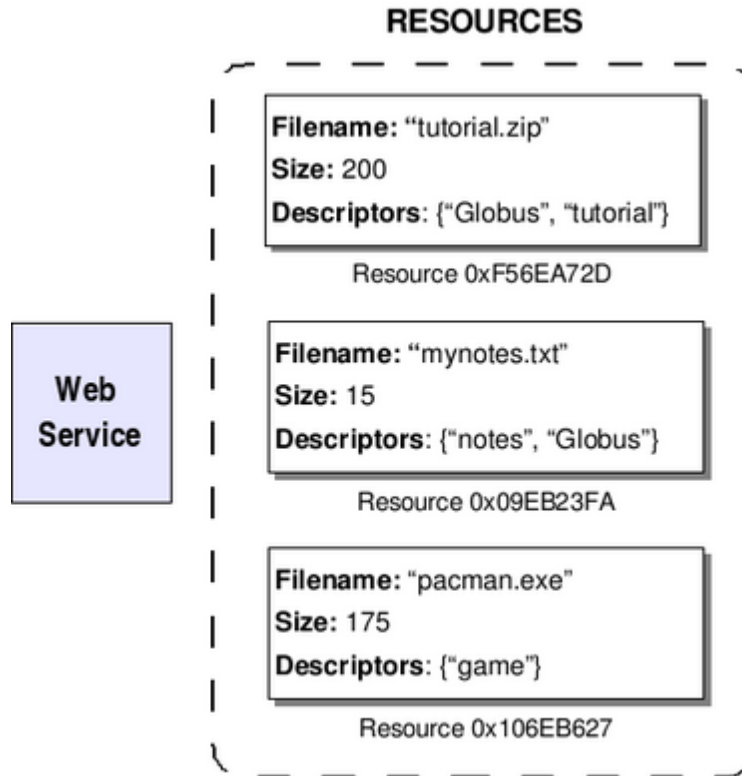 RESOURCES
Filename: “tutorial.zip”
Size: 200
Descriptors: {“Globus”, “tutorial”}
Resource 0xF56EA72D
Web
Service
Filename: “mynotes.txt”
Size: 15
Descriptors: {“notes”, “Globus”}
Resource 0x09EB23FA
Filename: “pacman.exe”
Size: 175
Descriptors: {“game”}
Resource 0x106EB627